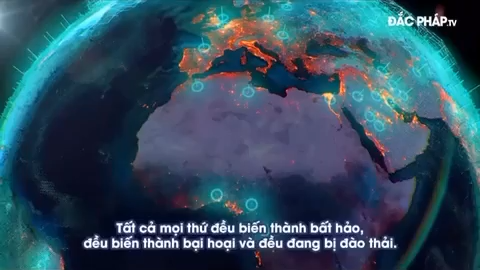 ĐẮC PHÁP.TV
Tất cả mọi thứ đều biến thành bất hảo,
đều biến thành bại hoại và đều đang bị đào thải.